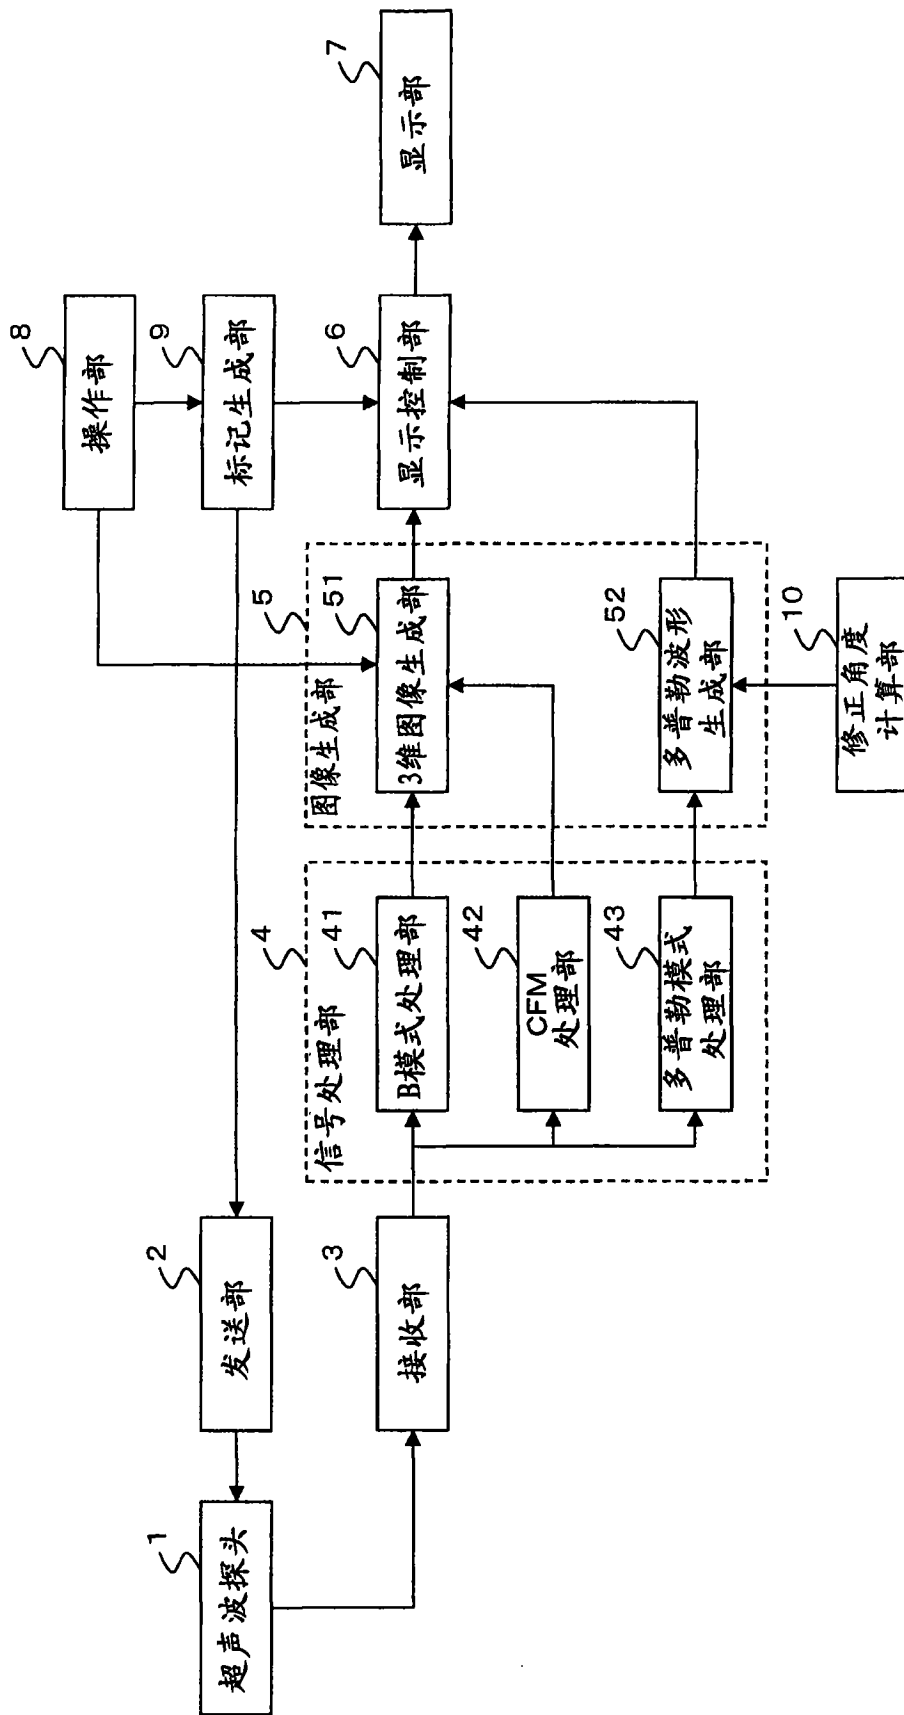 1
超声波探头
2
发送部
3
接收部
4
信号处理部
41
B模式处理部
42
CFM
处理部
43
多普勒模式
处理部
5
图像生成部
51
3维图像生成部
52
多普勒波形
生成部
10
修正角度
计算部
8
操作部
9
标记生成部
6
显示控制部
7
显示部